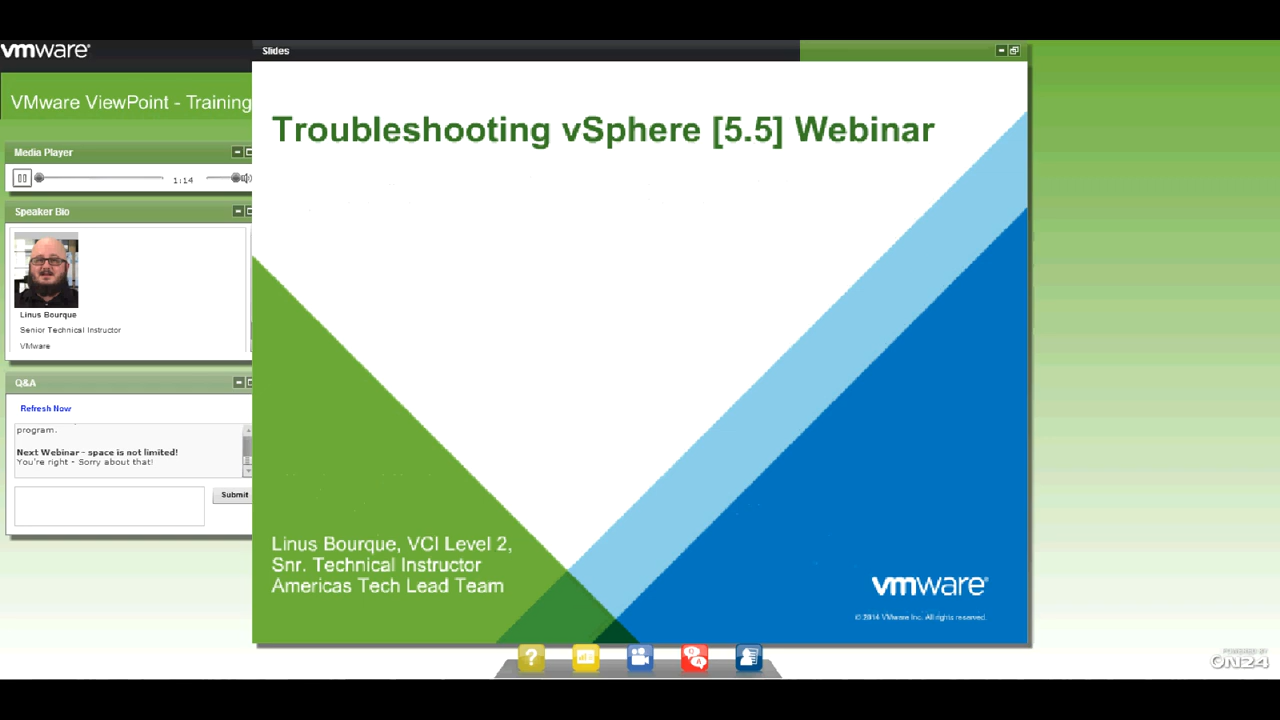 vmware®
Slides
VMware ViewPoint - Training
Troubleshooting vSphere [5.5] Webinar
Media Player
1:14
Speaker Bio
Linus Bourque
Senior Technical Instructor
VMware
Q&A
Refresh Now
program.
Next Webinar - space is not limited!
You're right - Sorry about that!
Submit
Linus Bourque, VCI Level 2,
Snr. Technical Instructor
Americas Tech Lead Team
vmware®
© 2014 VMware Inc. All rights reserved.
?
Q
A
POWERED BY
ON24